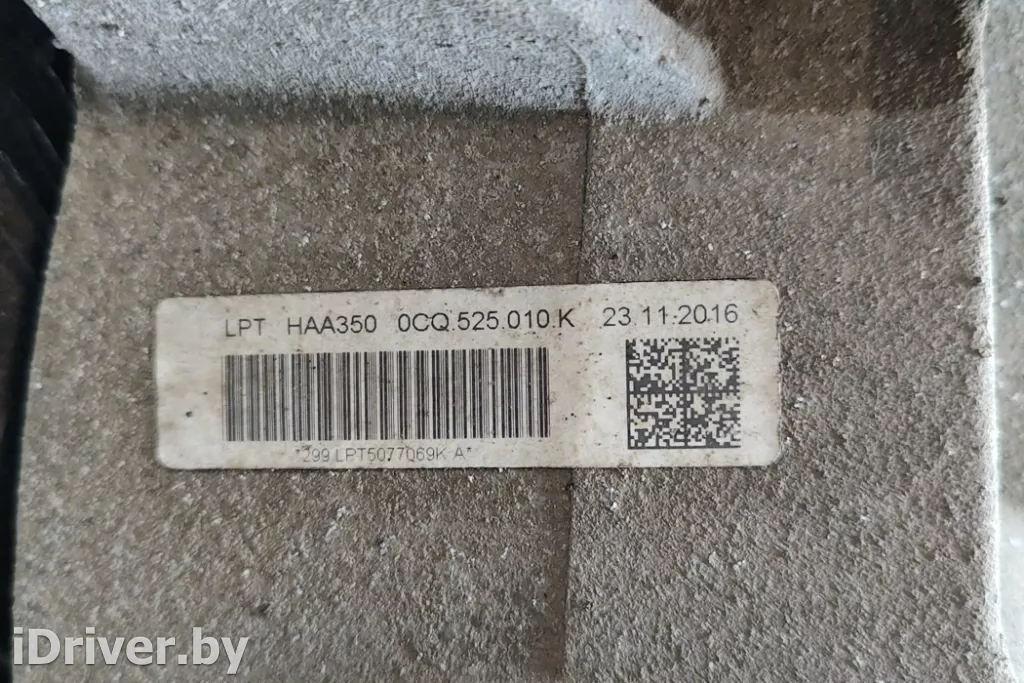 LPT HAA350 0CQ.525.010.K 23.11.2016
*299 LPT5077069K A*
iDriver.by